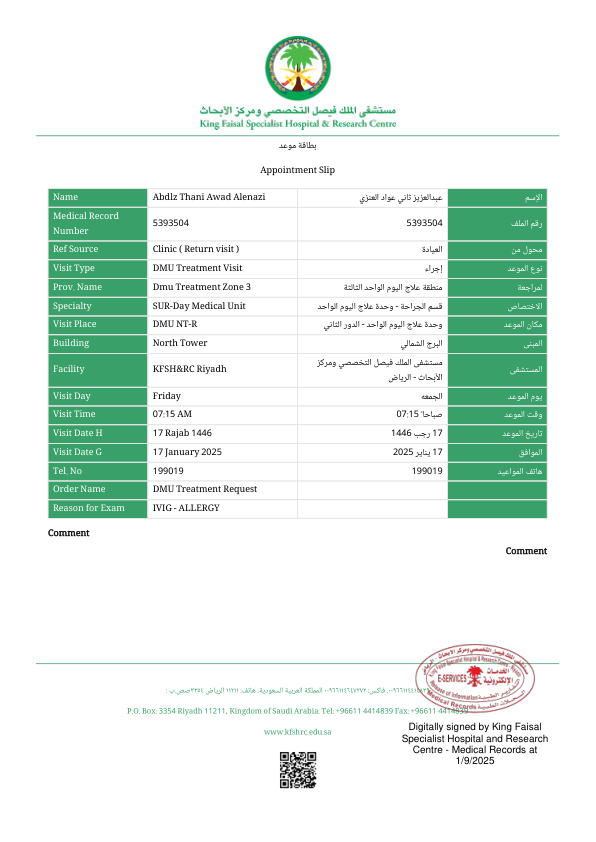 مستشفى الملك فيصل التخصصي ومركز الأبحاث
King Faisal Specialist Hospital & Research Centre
بطاقة موعد
Appointment Slip
Name Abdlz Thani Awad Alenazi عبدالعزيز ثاني عواد العنزي الإسم
Medical Record Number 5393504 5393504 رقم الملف
Ref Source Clinic ( Return visit ) العيادة محول من
Visit Type DMU Treatment Visit إجراء نوع الموعد
Prov. Name Dmu Treatment Zone 3 منطقة علاج اليوم الواحد الثالثة لمراجعة
Specialty SUR-Day Medical Unit قسم الجراحة - وحدة علاج اليوم الواحد الاختصاص
Visit Place DMU NT-R وحدة علاج اليوم الواحد - الدور الثاني مكان الموعد
Building North Tower البرج الشمالي المبنى
Facility KFSH&RC Riyadh مستشفى الملك فيصل التخصصي ومركز الأبحاث - الرياض المستشفى
Visit Day Friday الجمعه يوم الموعد
Visit Time 07:15 AM 07:15 صباحا" وقت الموعد
Visit Date H 17 Rajab 1446 17 رجب 1446 تاريخ الموعد
Visit Date G 17 January 2025 17 يناير 2025 الموافق
Tel. No 199019 199019 هاتف المواعيد
Order Name DMU Treatment Request
Reason for Exam IVIG - ALLERGY
Comment
Comment
E-SERVICES الخدمات الإلكترونية
Medical Records
P.O. Box: 3354 Riyadh 11211, Kingdom of Saudi Arabia. Tel: +96611 4414839 Fax: +96611 4414839
www.kfshrc.edu.sa
Digitally signed by King Faisal
Specialist Hospital and Research
Centre - Medical Records at
1/9/2025